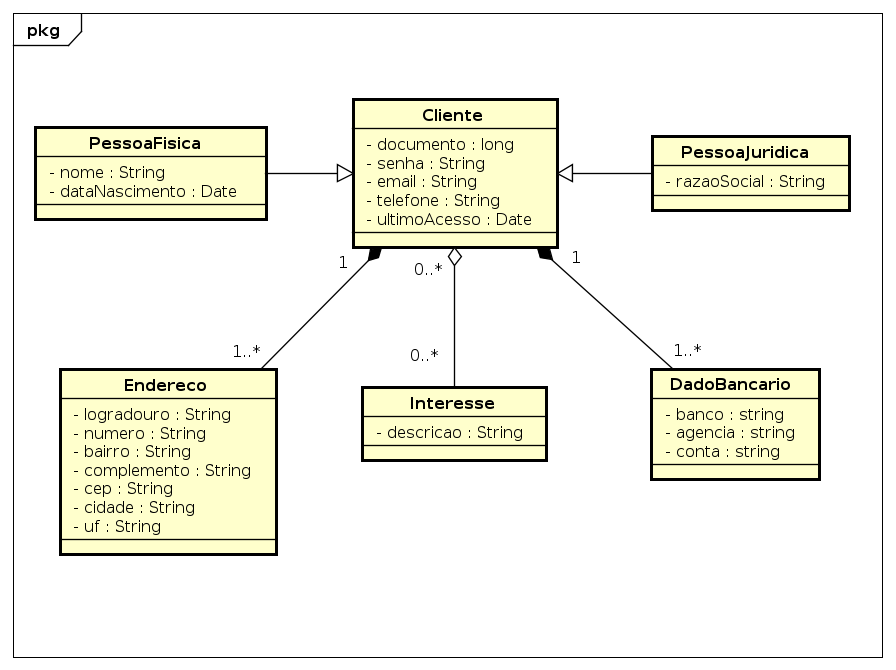 pkg
PessoaFisica
- nome : String
- dataNascimento : Date
Cliente
- documento : long
- senha : String
- email : String
- telefone : String
- ultimoAcesso : Date
PessoaJuridica
- razaoSocial : String
1
0..*
1
1..*
0..*
1..*
Endereco
- logradouro : String
- numero : String
- bairro : String
- complemento : String
- cep : String
- cidade : String
- uf : String
Interesse
- descricao : String
DadoBancario
- banco : string
- agencia : string
- conta : string